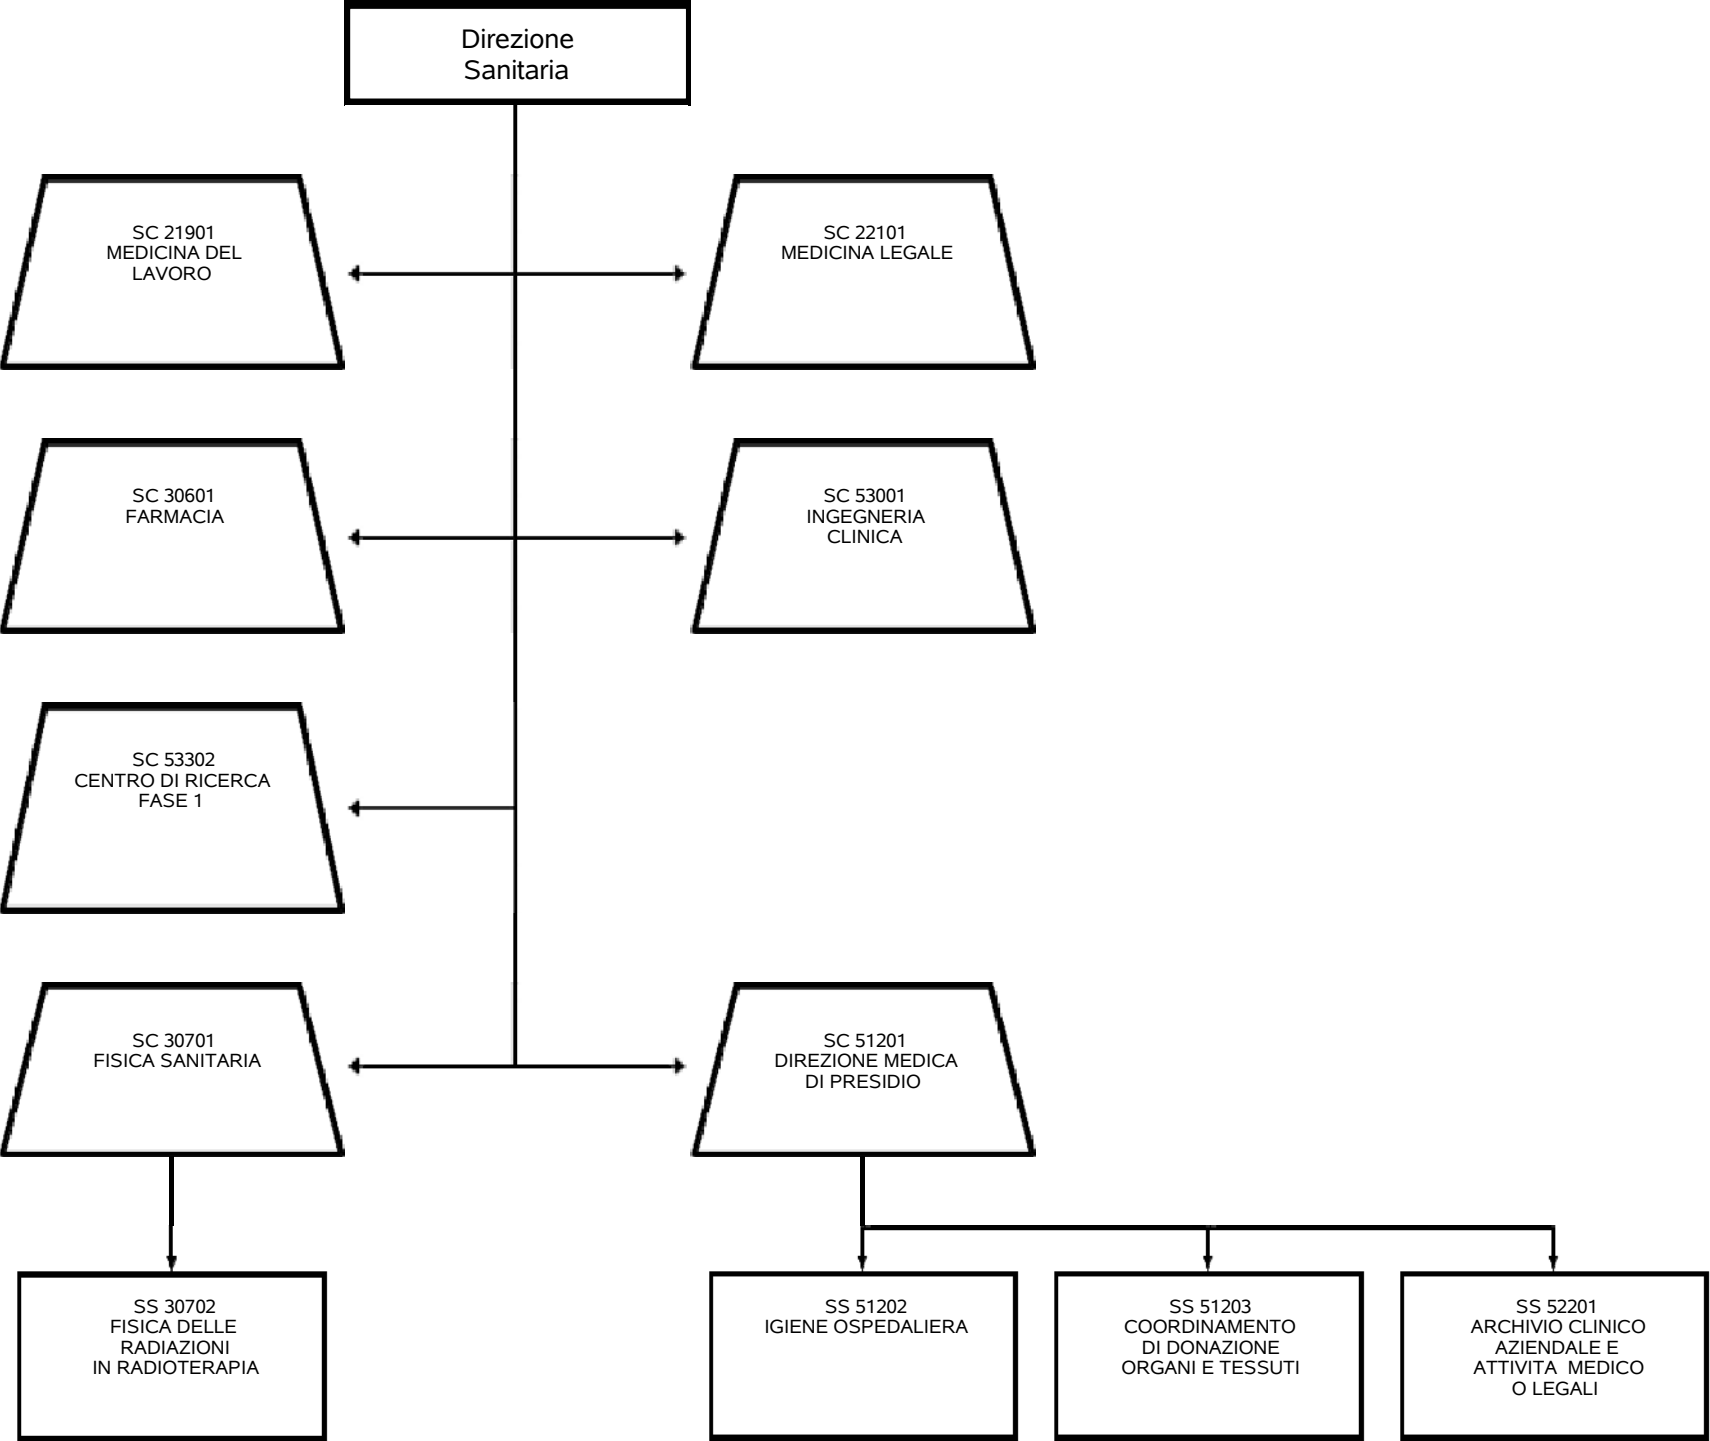 Direzione
Sanitaria
SC 21901
MEDICINA DEL
LAVORO
SC 22101
MEDICINA LEGALE
SC 30601
FARMACIA
SC 53001
INGEGNERIA
CLINICA
SC 53302
CENTRO DI RICERCA
FASE 1
SC 30701
FISICA SANITARIA
SC 51201
DIREZIONE MEDICA
DI PRESIDIO
SS 30702
FISICA DELLE
RADIAZIONI
IN RADIOTERAPIA
SS 51202
IGIENE OSPEDALIERA
SS 51203
COORDINAMENTO
DI DONAZIONE
ORGANI E TESSUTI
SS 52201
ARCHIVIO CLINICO
AZIENDALE E
ATTIVITA  MEDICO
O LEGALI